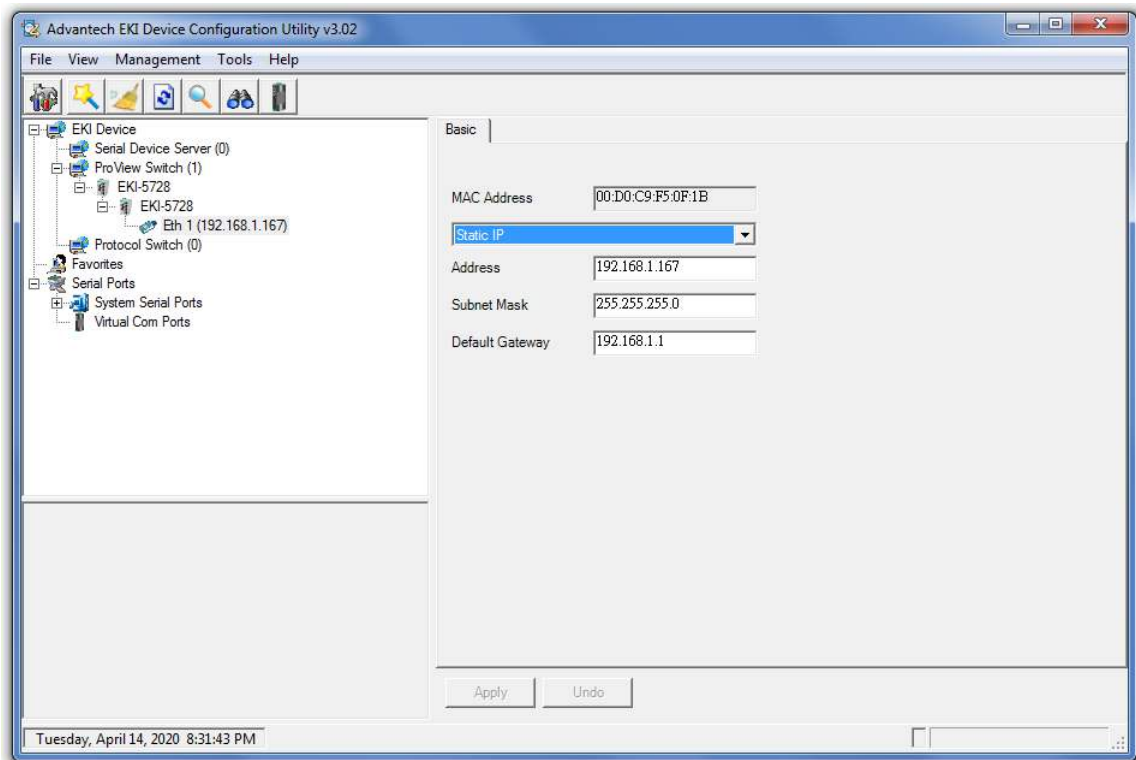 Advantech EKI Device Configuration Utility v3.02
File View Management Tools Help
EKI Device
Serial Device Server (0)
ProView Switch (1)
EKI-5728
EKI-5728
Eth 1 (192.168.1.167)
Protocol Switch (0)
Favorites
Serial Ports
System Serial Ports
Virtual Com Ports
Basic
MAC Address 00:D0:C9:F5:0F:1B
Static IP
Address 192.168.1.167
Subnet Mask 255.255.255.0
Default Gateway 192.168.1.1
Apply Undo
Tuesday, April 14, 2020 8:31:43 PM